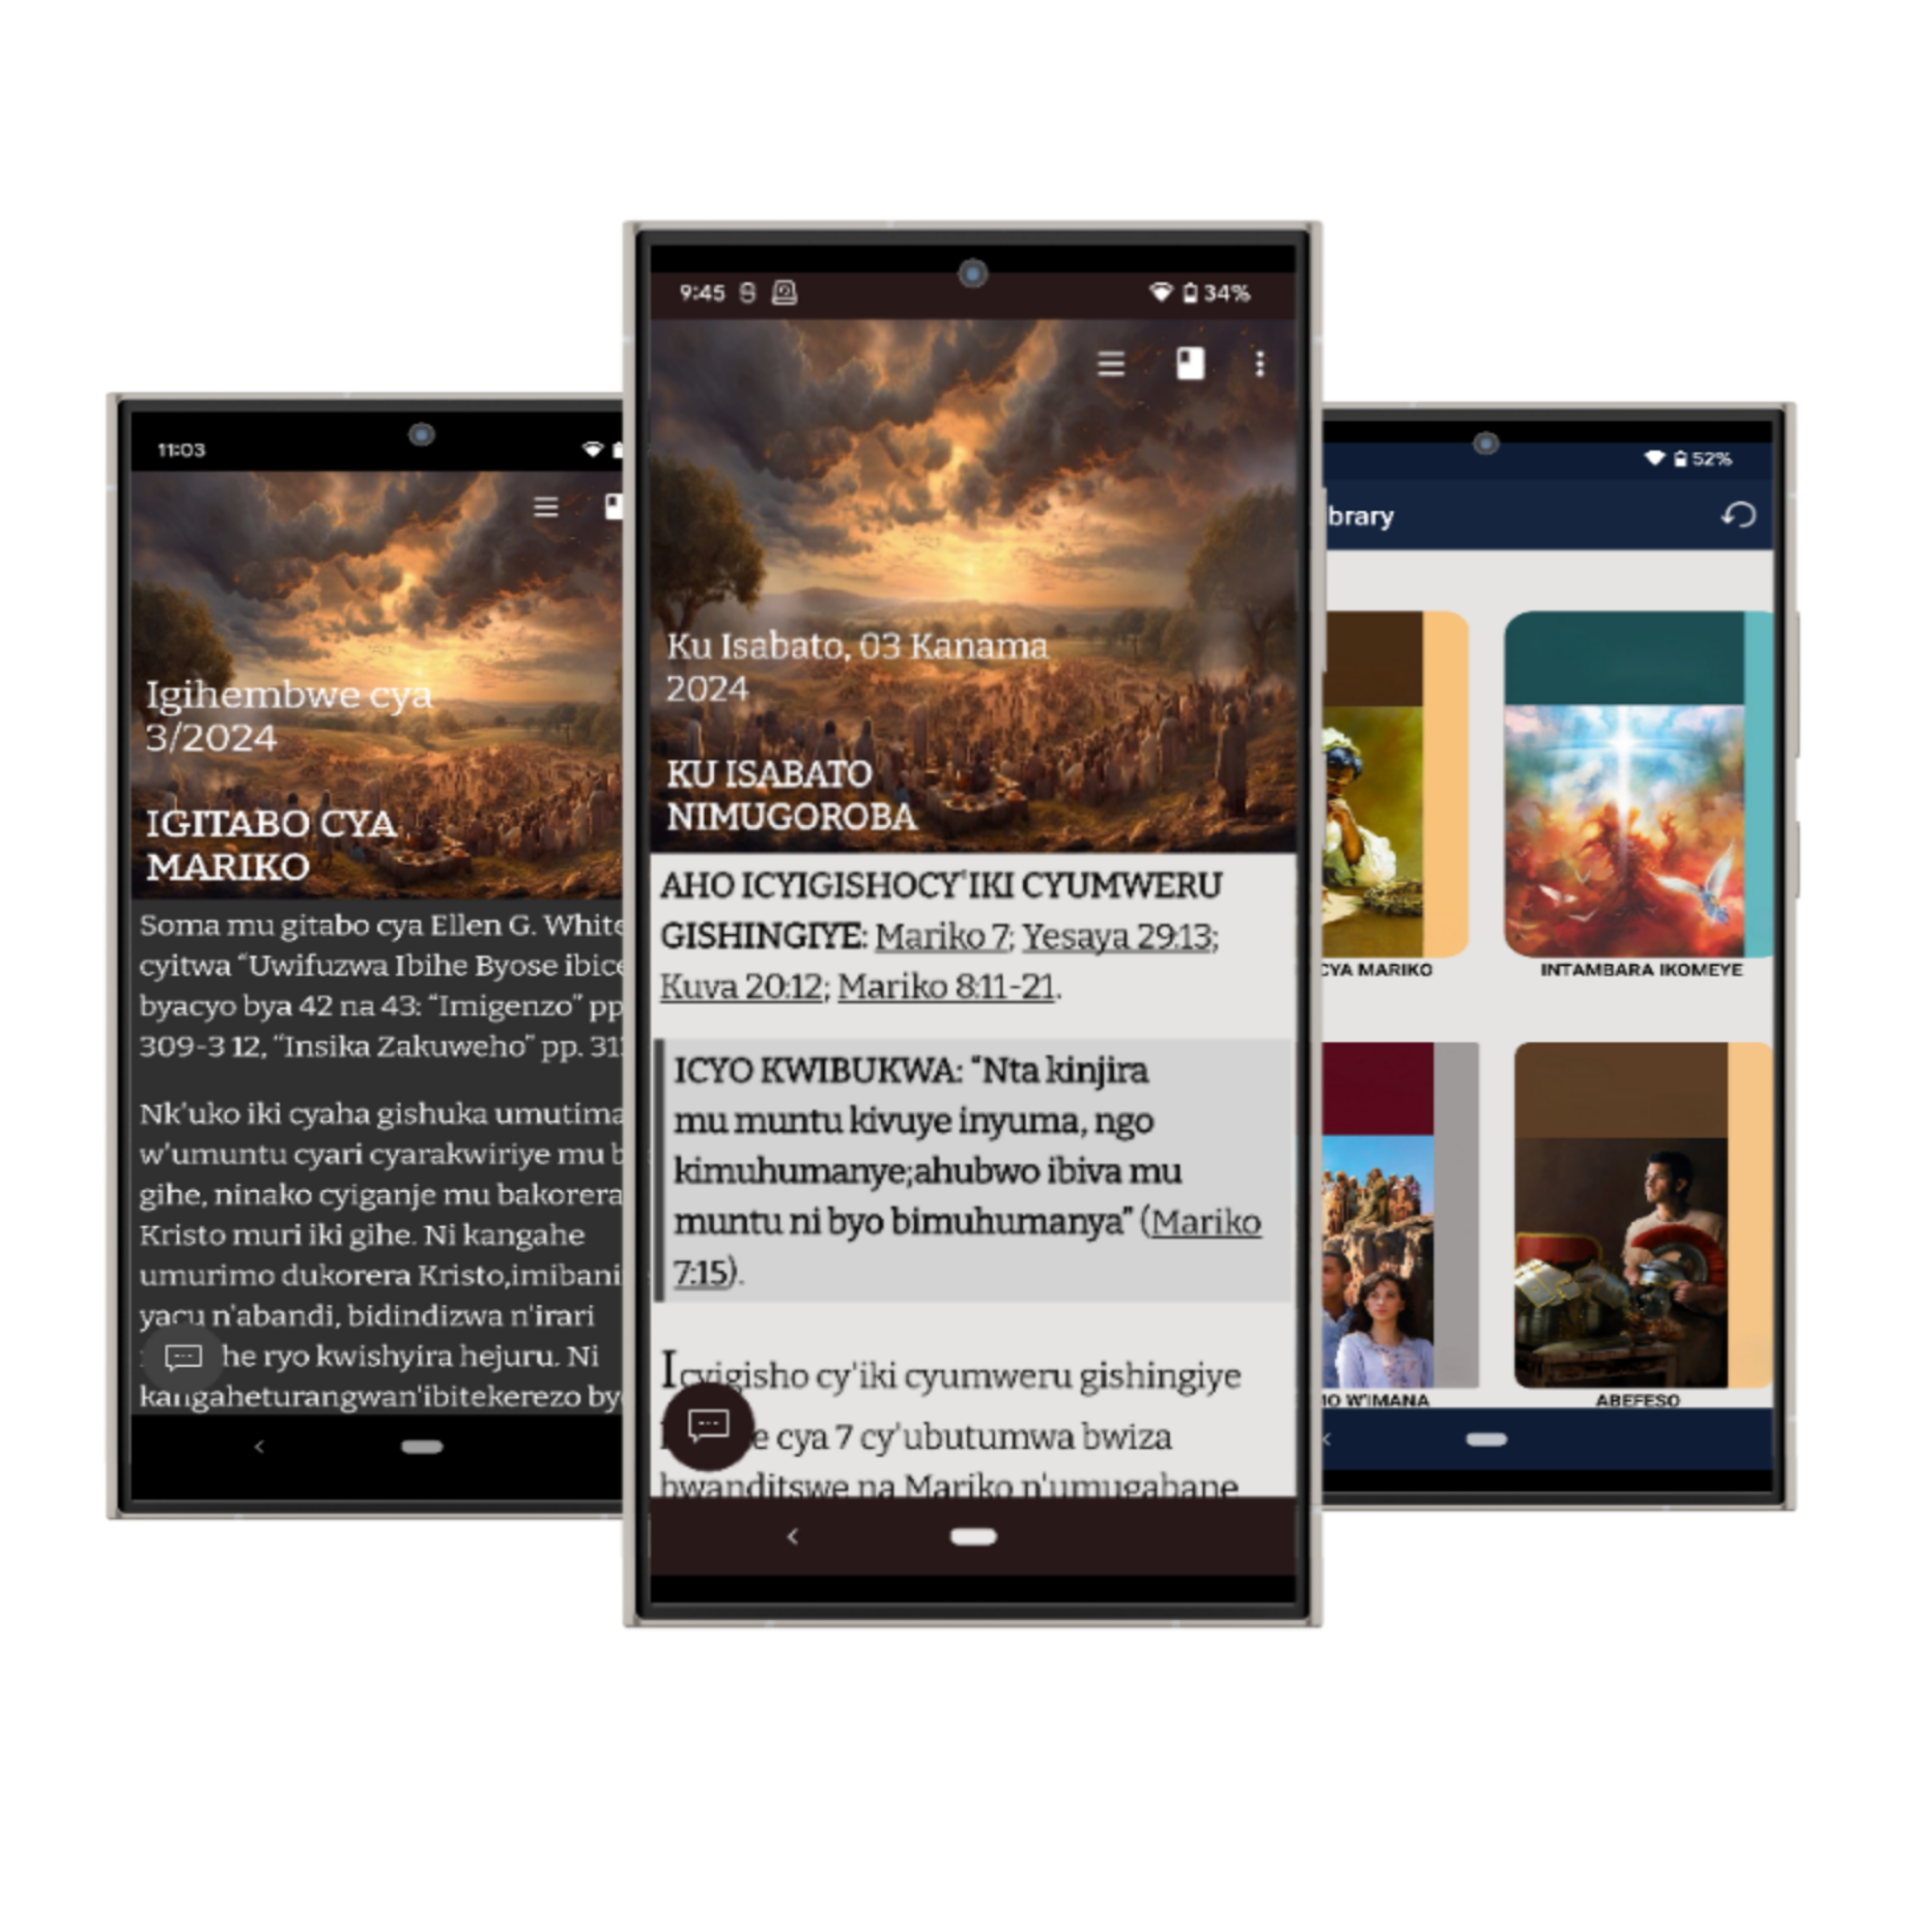 11:03
Igihembwe cya
3/2024
IGITABO CYA
MARIKO
Soma mu gitabo cya Ellen G. White
cyitwa “Uwifuzwa Ibihe Byose ibice
byacyo bya 42 na 43: “Imigenzo” pp
309-3 12, “Insika Zakuweho” pp.
Nk'uko iki cyaha gishuka umutima
w'umuntu cyari cyarakwiriye mu
gihe, ninako cyiganje mu bakorera
Kristo muri iki gihe. Ni kangahe
umurimo dukorera Kristo,imibani
yacu n'abandi, bidindizwa n'irari
ryo kwishyira hejuru. Ni
kangaheturangwan'ibitekerezo
9:45
34%
Ku Isabato, 03 Kanama
2024
KU ISABATO
NIMUGOROBA
AHO ICYIGISHOCY'IKI CYUMWERU
GISHINGIYE: Mariko 7; Yesaya 29:13;
Kuva 20:12; Mariko 8:11-21.
ICYO KWIBUKWA: “Nta kinjira
mu muntu kivuye inyuma, ngo
kimuhumanye;ahubwo ibiva mu
muntu ni byo bimuhumanya” (Mariko
7:15).
Icyigisho cy'iki cyumweru gishingiye
cya 7 cy'ubutumwa bwiza
bwanditswe na Mariko n'umugabane
52%
brary
CYA MARIKO
INTAMBARA IKOMEYE
W'IMANA
ABEFESO